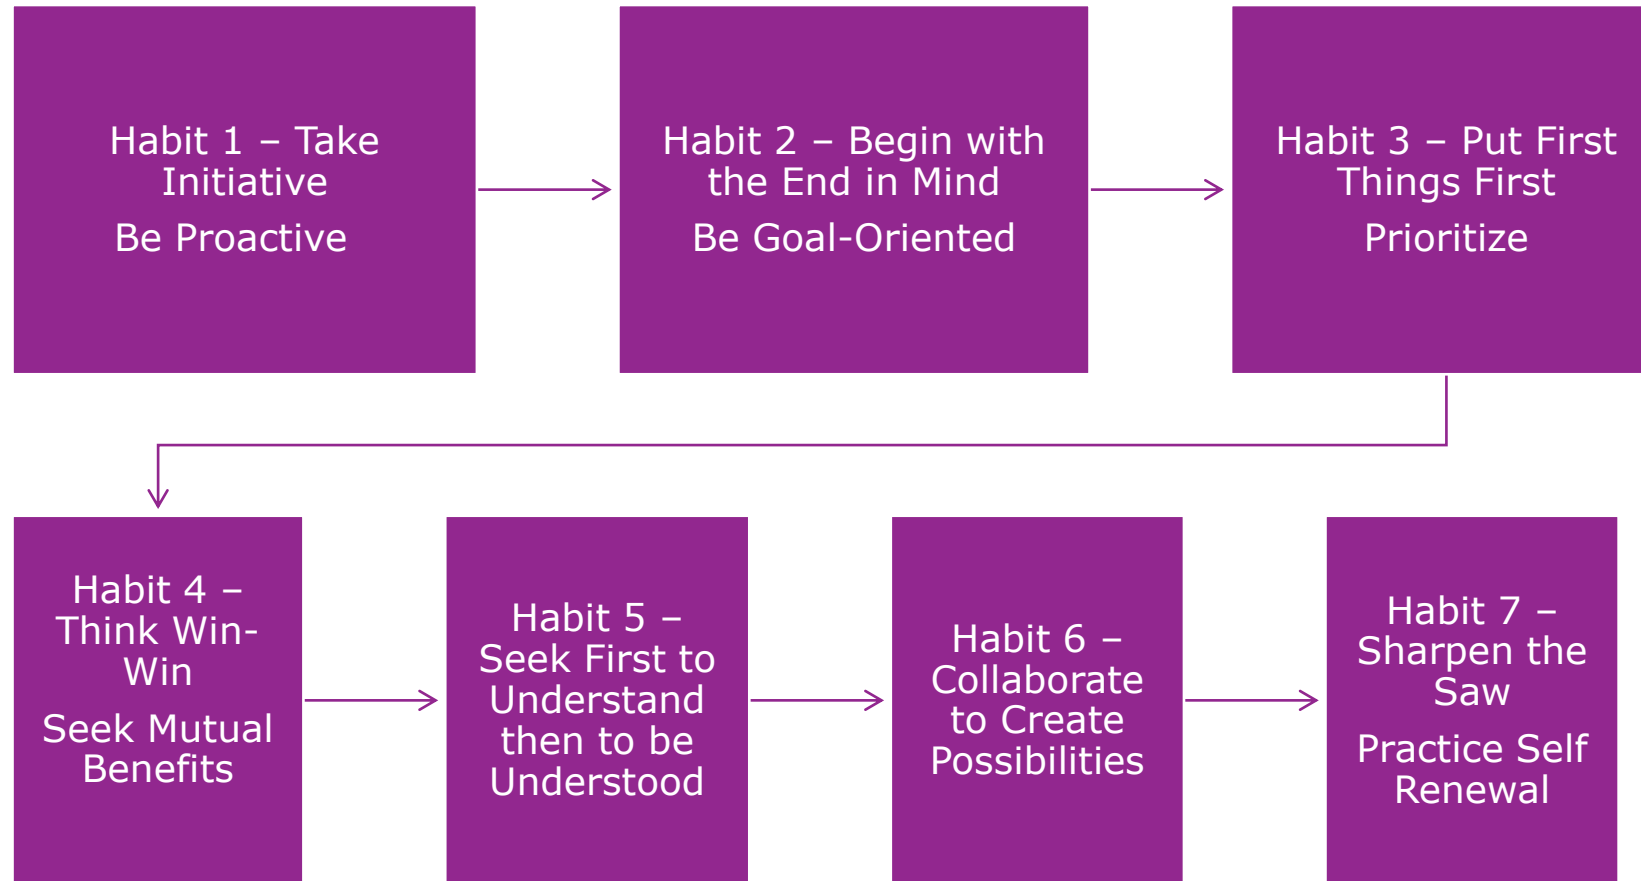 Habit 1 – Take
Initiative
Be Proactive
Habit 2 – Begin with
the End in Mind
Be Goal-Oriented
Habit 3 – Put First
Things First
Prioritize
Habit 4 –
Think Win-
Win
Seek Mutual
Benefits
Habit 5 –
Seek First to
Understand
then to be
Understood
Habit 6 –
Collaborate
to Create
Possibilities
Habit 7 –
Sharpen the
Saw
Practice Self
Renewal